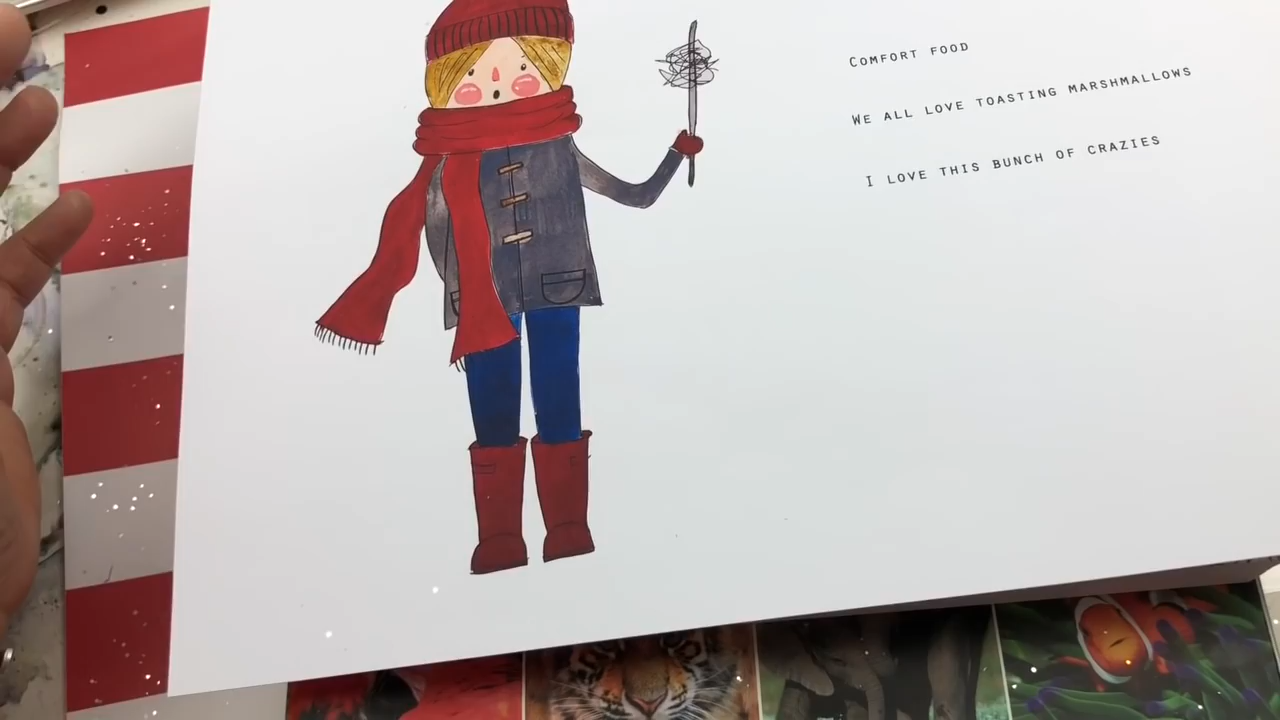 COMFORT FOOD
WE ALL LOVE TOASTING MARSHMALLOWS
I LOVE THIS BUNCH OF CRAZIES